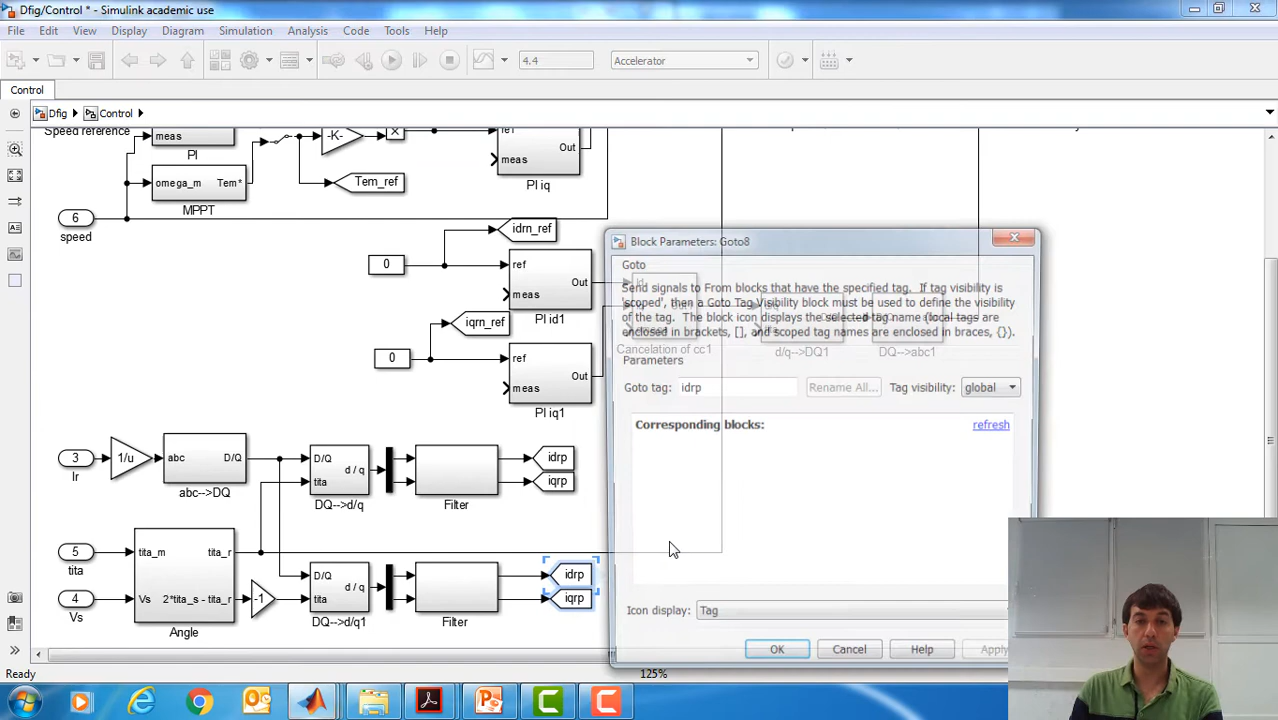 Dfig/Control * - Simulink academic use
File Edit View Display Diagram Simulation Analysis Code Tools Help
4.4
Accelerator
Control
Dfig Control
Speed reference
meas
PI
omega_m Tem*
MPPT
-K-
X
Tem_ref
ref
meas
Out
PI iq
6
speed
idrn_ref
0
ref
meas
Out
PI id1
iqrn_ref
0
ref
meas
Out
PI iq1
3
Ir
1/u
abc D/Q
abc-->DQ
D/Q
tita
d / q
DQ-->d/q
Filter
idrp
iqrp
5
tita
4
Vs
tita_m tita_r
Vs 2*tita_s - tita_r
Angle
-1
D/Q
tita
d / q
DQ-->d/q1
Filter
idrp
iqrp
Block Parameters: Goto8
Goto
Send signals to From blocks that have the specified tag. If tag visibility is
'scoped', then a Goto Tag Visibility block must be used to define the visibility
of the tag. The block icon displays the selected tag name (local tags are
enclosed in brackets, [], and scoped tag names are enclosed in braces, {}).
Cancelation of cc1
d/q-->DQ1
DQ-->abc1
Parameters
Goto tag: idrp Rename All... Tag visibility: global
Corresponding blocks: refresh
Icon display: Tag
OK Cancel Help Apply
Ready
125%